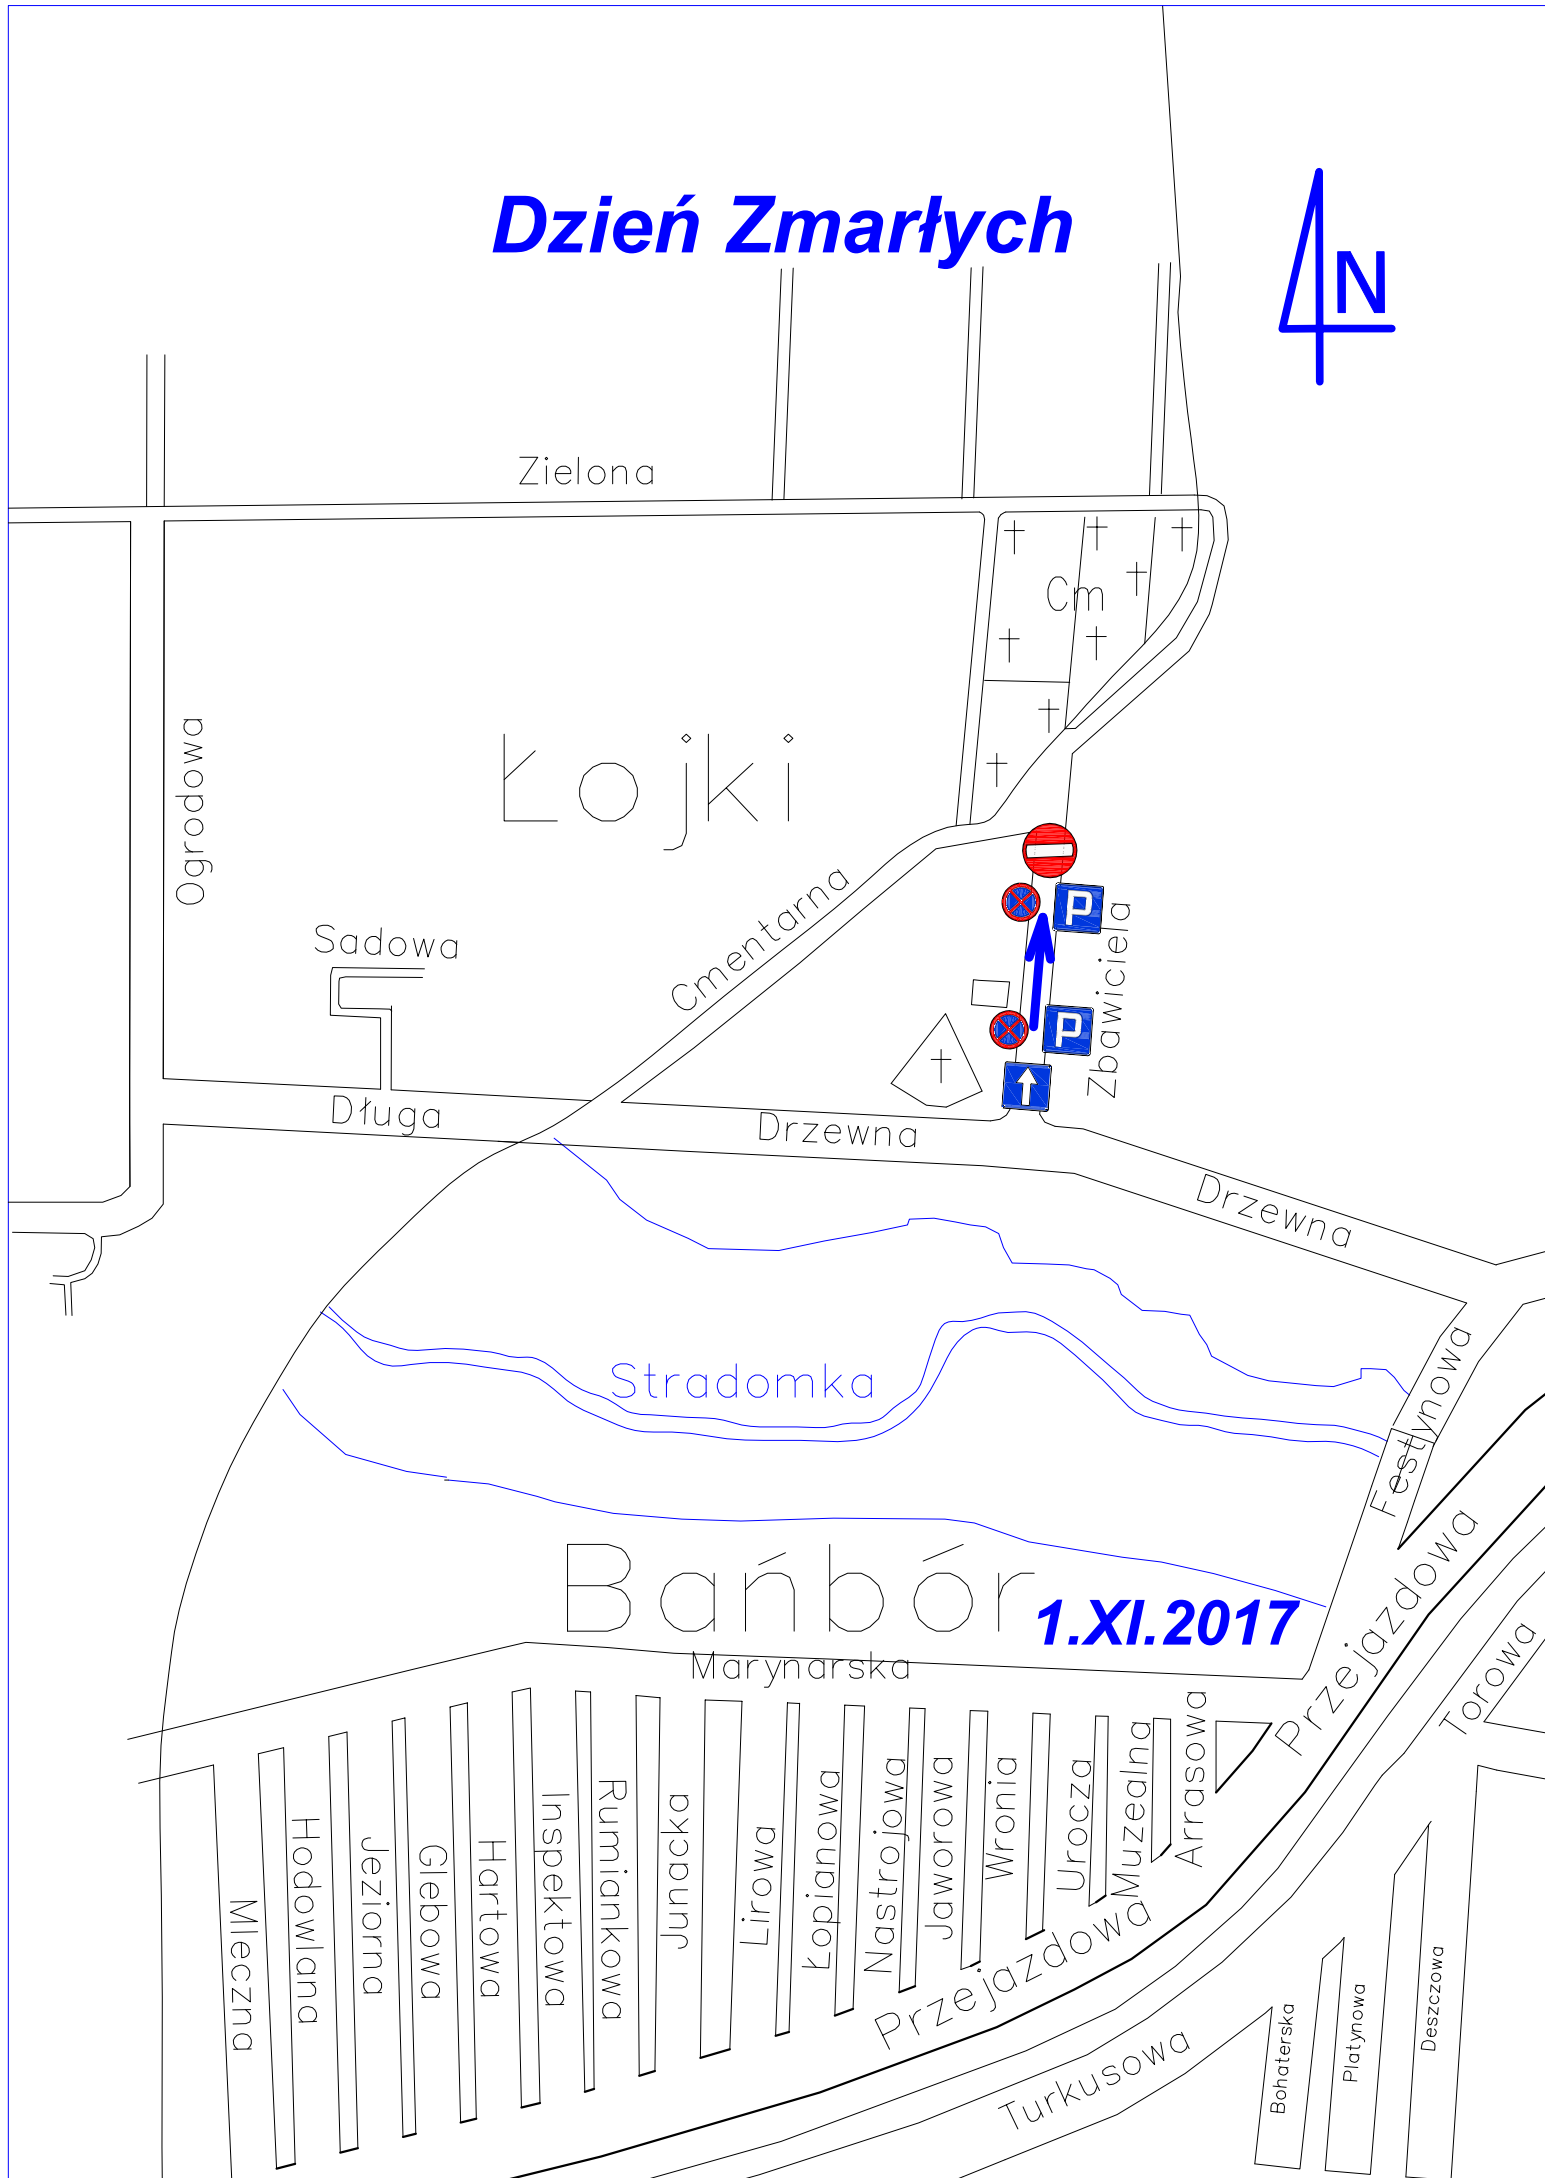 Dzień Zmarłych
N
Zielona
Cm
Ogrodowa
Łojki
Cmentarna
P
Zbawiciela
Sadowa
P
Długa
Drzewna
Drzewna
Stradomka
Festynowa
Bańbór
1.XI.2017
Marynarska
Przejazdowa
Torowa
Mleczna
Hodowlana
Jeziorna
Glebowa
Hartowa
Inspektowa
Rumiankowa
Junacka
Lirowa
Łopianowa
Nastrojowa
Jaworowa
Wronia
Urocza
Muzealna
Arrasowa
Przejazdowa
Turkusowa
Bohaterska
Platynowa
Deszczowa